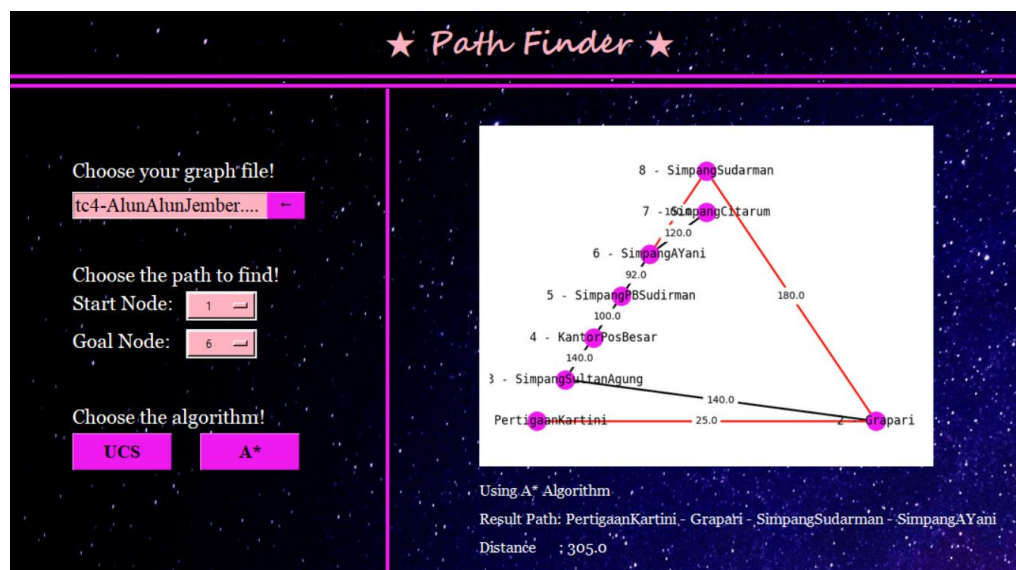 ★ Path Finder ★
Choose your graph file!
tc4-AlunAlunJember.... ←
Choose the path to find!
Start Node: 1
Goal Node: 6
Choose the algorithm!
UCS A*
8 - SimpangSudarman
7 - SimpangCitarum
100.0
120.0
6 - SimpangAYani
92.0
5 - SimpangPBSudirman
180.0
100.0
4 - KantorPosBesar
140.0
3 - SimpangSultanAgung
140.0
PertigaanKartini 25.0 2 - Grapari
Using A* Algorithm
Result Path: PertigaanKartini - Grapari - SimpangSudarman - SimpangAYani
Distance : 305.0